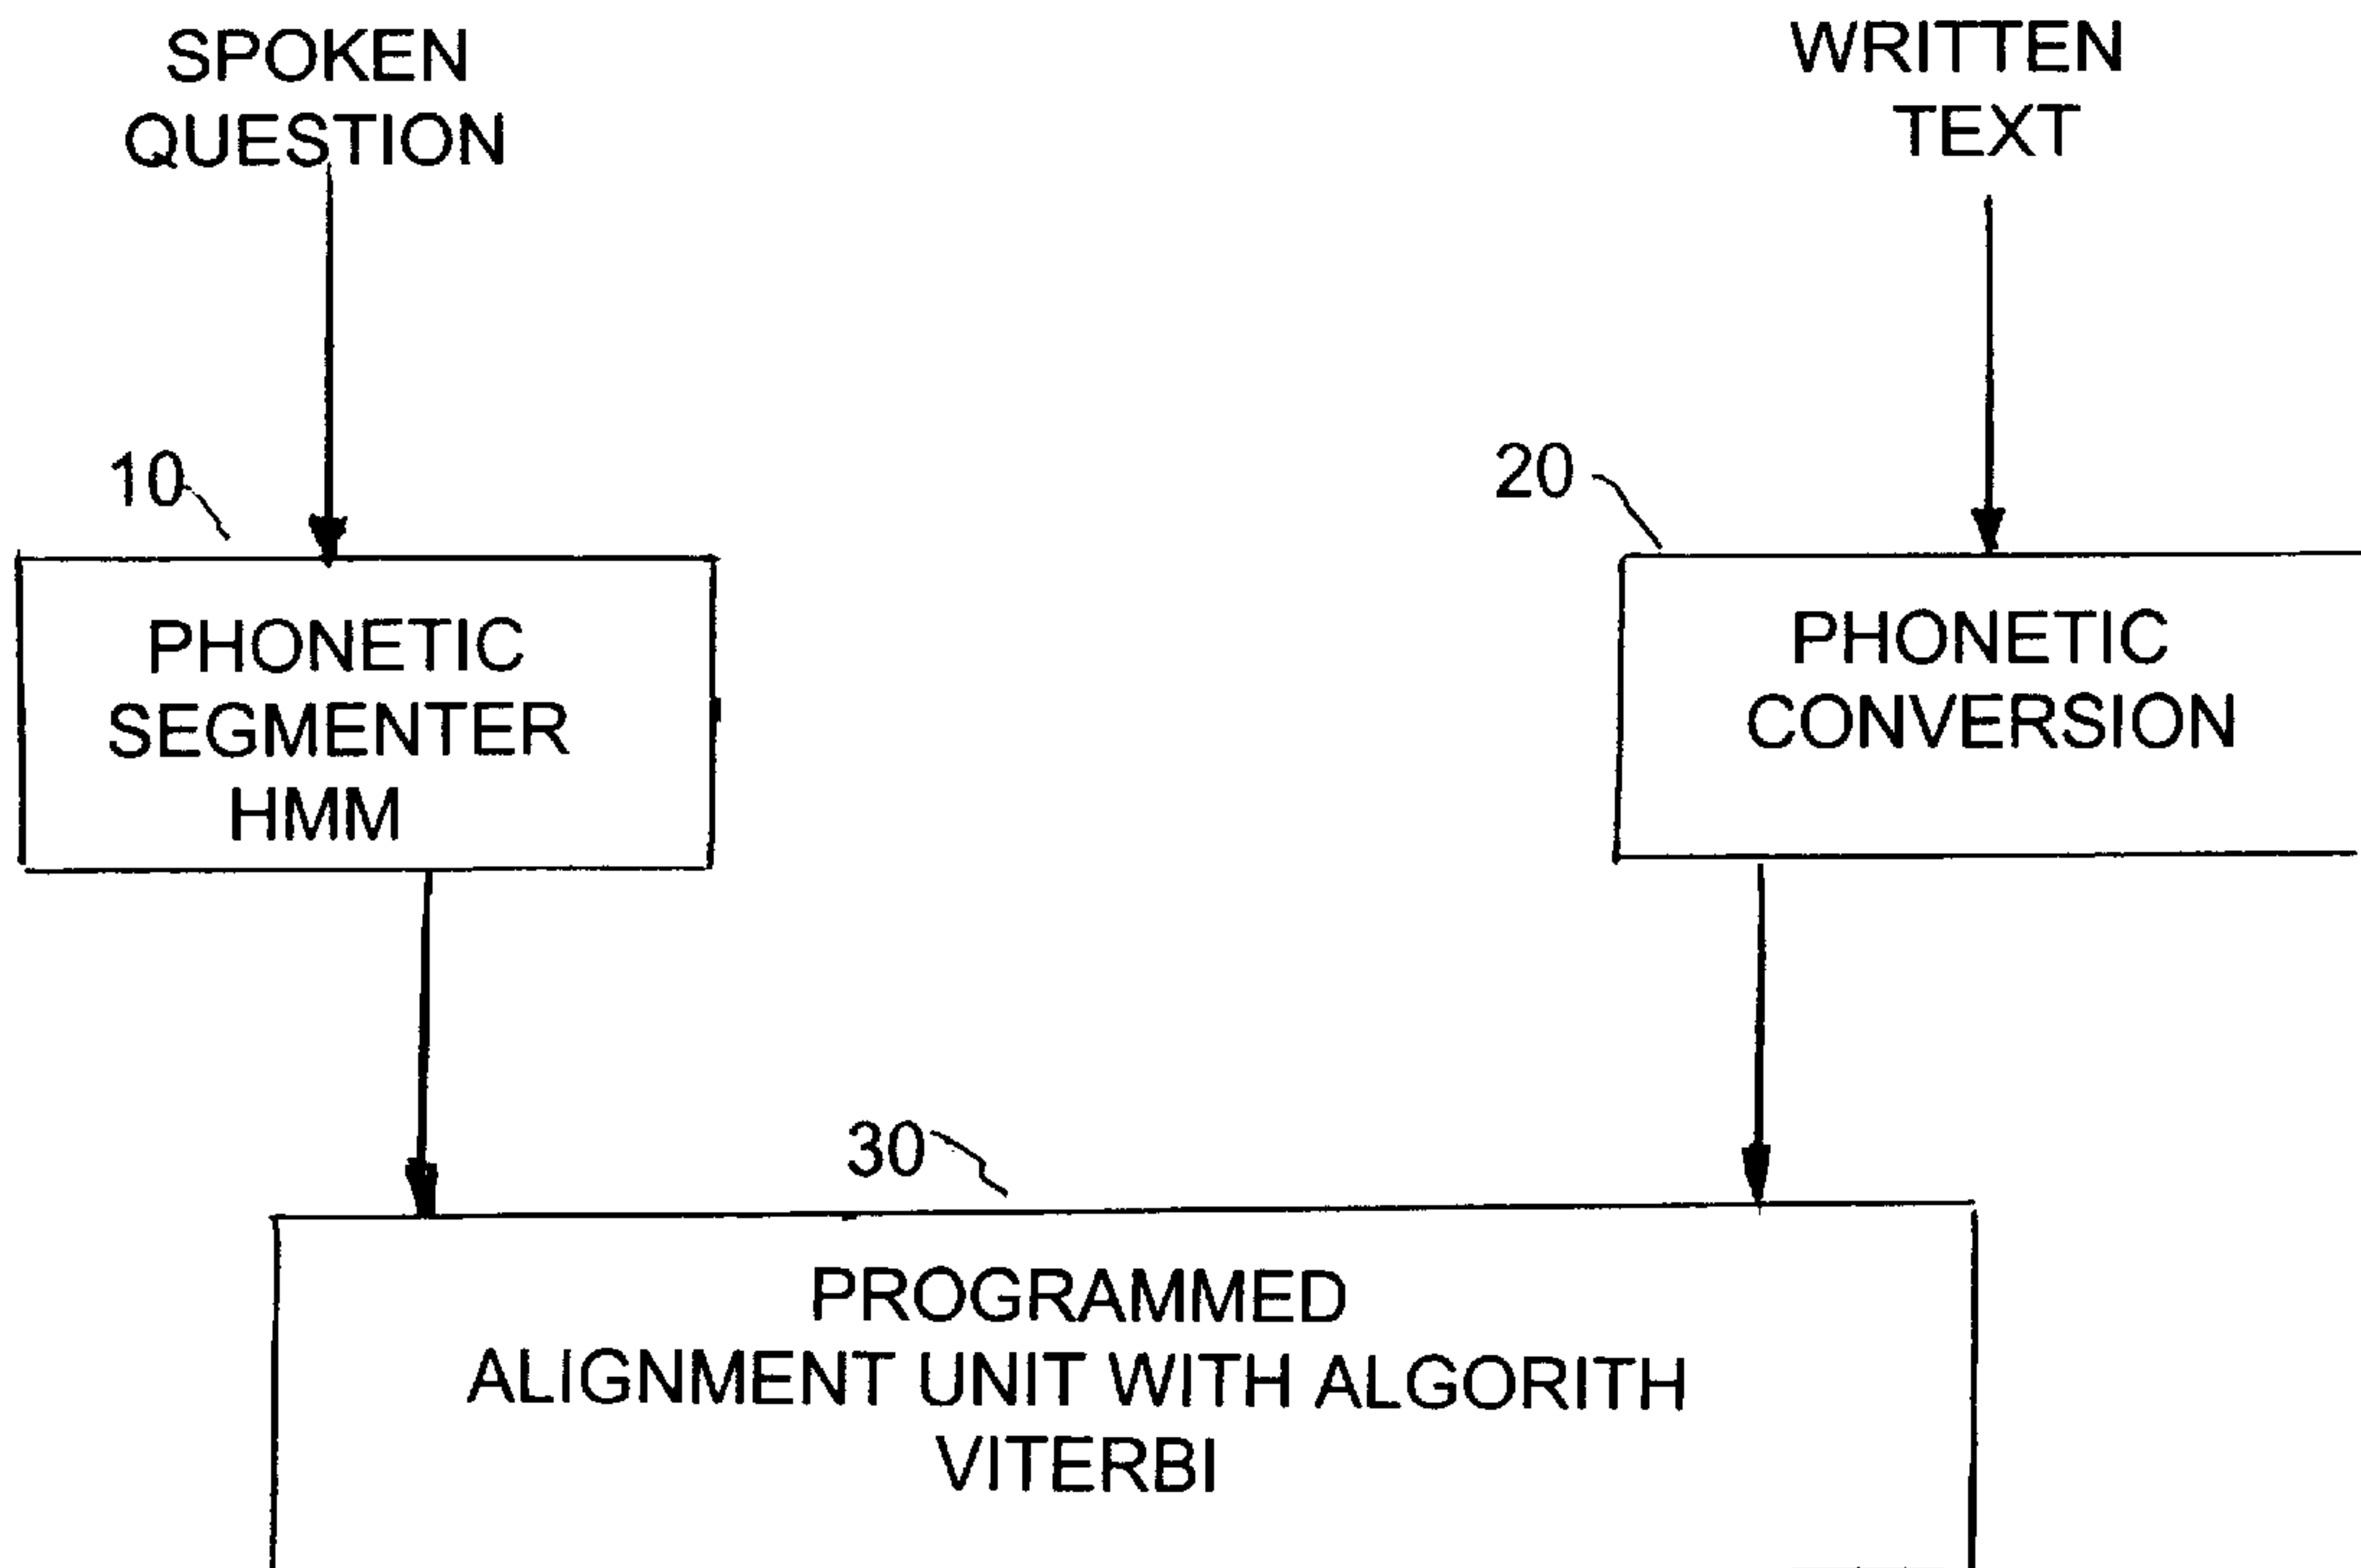 SPOKEN
QUESTION
WRITTEN
TEXT
10
20
PHONETIC
SEGMENTER
HMM
PHONETIC
CONVERSION
30
PROGRAMMED
ALIGNMENT UNIT WITH ALGORITH
VITERBI